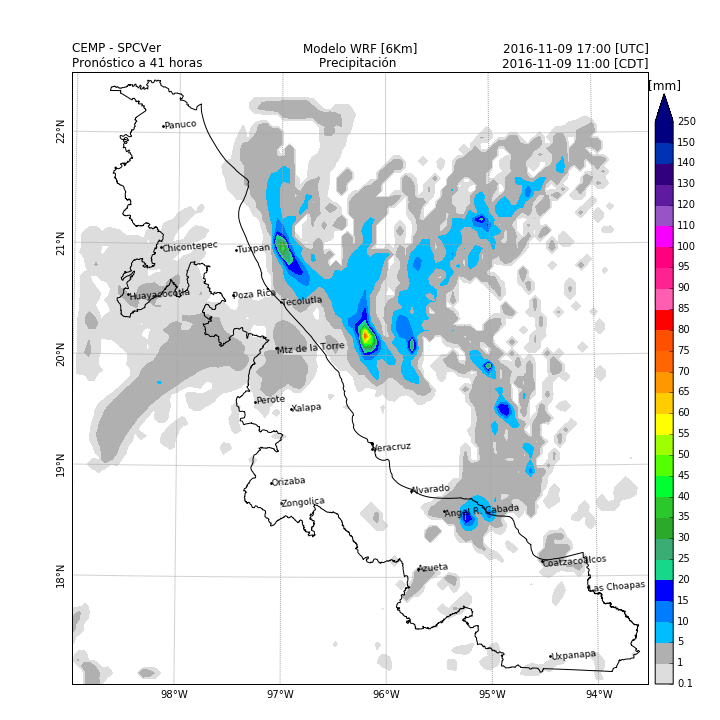 CEMP - SPCVer
Modelo WRF [6Km]
2016-11-09 17:00 [UTC]
Pronóstico a 41 horas
Precipitación
2016-11-09 11:00 [CDT]
[mm]
250
150
140
130
120
110
100
95
90
85
80
75
70
65
60
55
50
45
40
35
30
25
20
15
10
5
1
0.1
22°N
21°N
20°N
19°N
18°N
98°W
97°W
96°W
95°W
94°W
Panuco
Chicontepec
Tuxpan
Huayacocotla
Poza Rica
Tecolutla
Mtz de la Torre
Perote
Xalapa
Veracruz
Orizaba
Zongolica
Alvarado
Angel R. Cabada
Azueta
Coatzacoalcos
Las Choapas
Uxpanapa